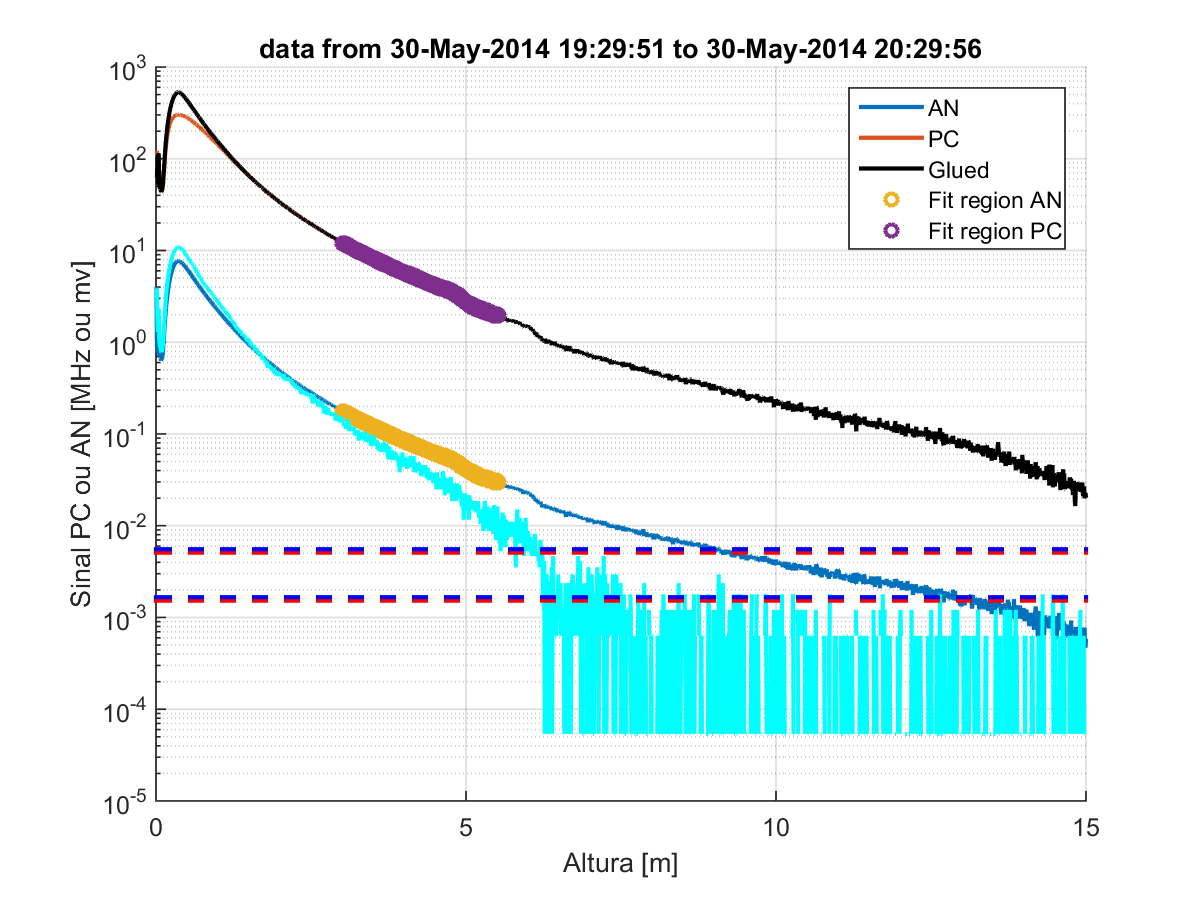 data from 30-May-2014 19:29:51 to 30-May-2014 20:29:56
10^3
10^2
10^1
10^0
10^-1
10^-2
10^-3
10^-4
10^-5
Sinal PC ou AN [MHz ou mv]
AN
PC
Glued
Fit region AN
Fit region PC
0
5
10
15
Altura [m]